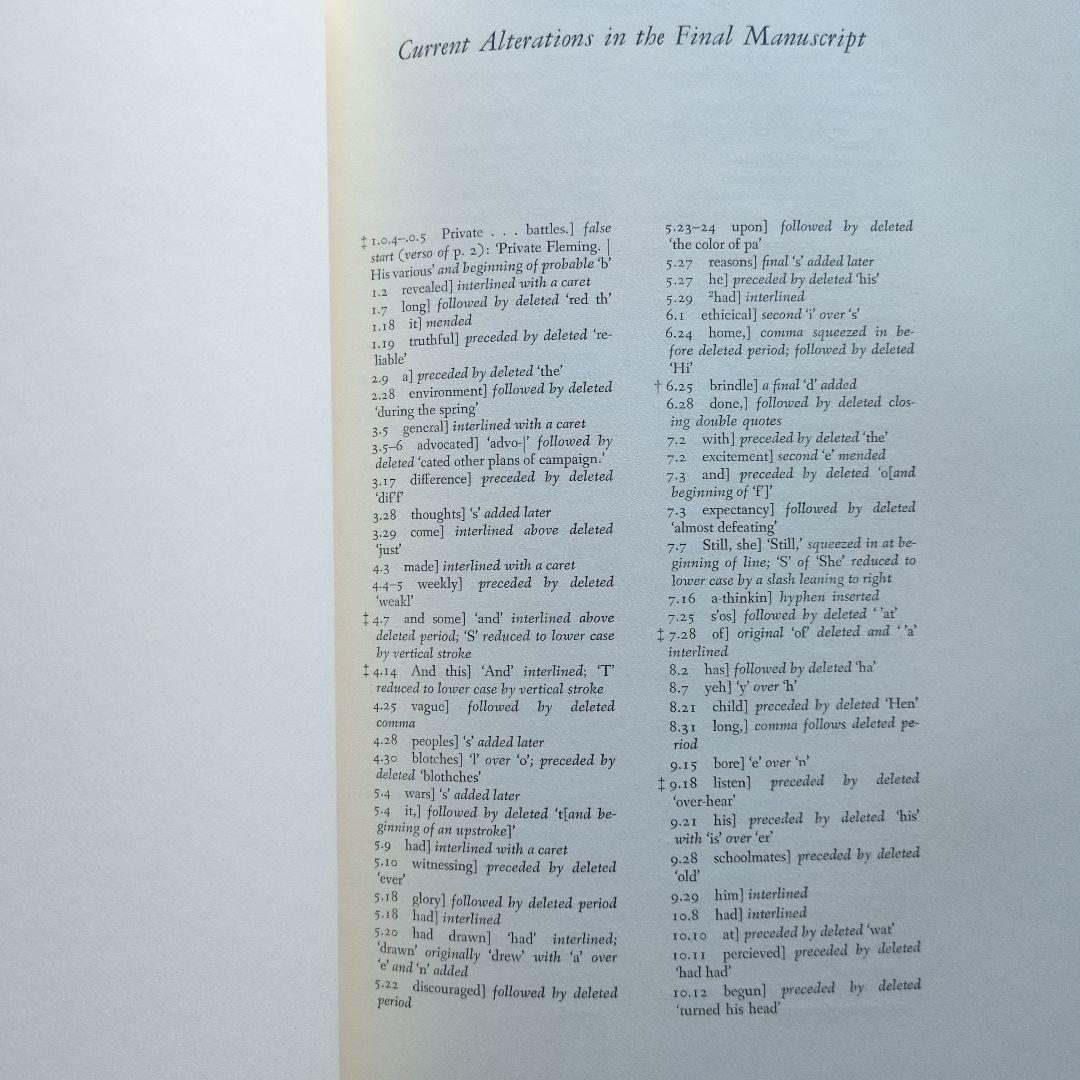 Current Alterations in the Final Manuscript
‡ 1.0.4–.0.5 Private . . . battles.] false
start (verso of p. 2): ‘Private Fleming. |
His various’ and beginning of probable ‘b’
1.2 revealed] interlined with a caret
1.7 long] followed by deleted ‘red th’
1.18 it] mended
1.19 truthful] preceded by deleted ‘re-
liable’
2.9 a] preceded by deleted ‘the’
2.28 environment] followed by deleted
‘during the spring’
3.5 general] interlined with a caret
3.5–6 advocated] ‘advo-|’ followed by
deleted ‘cated other plans of campaign.’
3.17 difference] preceded by deleted
‘diff’
3.28 thoughts] ‘s’ added later
3.29 come] interlined above deleted
‘just’
4.3 made] interlined with a caret
4.4–5 weekly] preceded by deleted
‘weakl’
‡ 4.7 and some] ‘and’ interlined above
deleted period; ‘S’ reduced to lower case
by vertical stroke
‡ 4.14 And this] ‘And’ interlined; ‘T’
reduced to lower case by vertical stroke
4.25 vague] followed by deleted
comma
4.28 peoples] ‘s’ added later
4.30 blotches] ‘l’ over ‘o’; preceded by
deleted ‘blothches’
5.4 wars] ‘s’ added later
5.4 it,] followed by deleted ‘t[and be-
ginning of an upstroke]’
5.9 had] interlined with a caret
5.10 witnessing] preceded by deleted
‘ever’
5.18 glory] followed by deleted period
5.18 had] interlined
5.20 had drawn] ‘had’ interlined;
‘drawn’ originally ‘drew’ with ‘a’ over
‘e’ and ‘n’ added
5.22 discouraged] followed by deleted
period
5.23–24 upon] followed by deleted
‘the color of pa’
5.27 reasons] final ‘s’ added later
5.27 he] preceded by deleted ‘his’
5.29 ²had] interlined
6.1 ethicical] second ‘i’ over ‘s’
6.24 home,] comma squeezed in be-
fore deleted period; followed by deleted
‘Hi’
† 6.25 brindle] a final ‘d’ added
6.28 done,] followed by deleted clos-
ing double quotes
7.2 with] preceded by deleted ‘the’
7.2 excitement] second ‘e’ mended
7.3 and] preceded by deleted ‘o[and
beginning of ‘f’]’
7.3 expectancy] followed by deleted
‘almost defeating’
7.7 Still, she] ‘Still,’ squeezed in at be-
ginning of line; ‘S’ of ‘She’ reduced to
lower case by a slash leaning to right
7.16 a-thinkin] hyphen inserted
7.25 s’os] followed by deleted ‘ ’at’
‡ 7.28 of] original ‘of’ deleted and ‘ ’a’
interlined
8.2 has] followed by deleted ‘ha’
8.7 yeh] ‘y’ over ‘h’
8.21 child] preceded by deleted ‘Hen’
8.31 long,] comma follows deleted pe-
riod
9.15 bore] ‘e’ over ‘n’
‡ 9.18 listen] preceded by deleted
‘over-hear’
9.21 his] preceded by deleted ‘his’
with ‘is’ over ‘er’
9.28 schoolmates] preceded by deleted
‘old’
9.29 him] interlined
10.8 had] interlined
10.10 at] preceded by deleted ‘wat’
10.11 percieved] preceded by deleted
‘had had’
10.12 begun] preceded by deleted
‘turned his head’